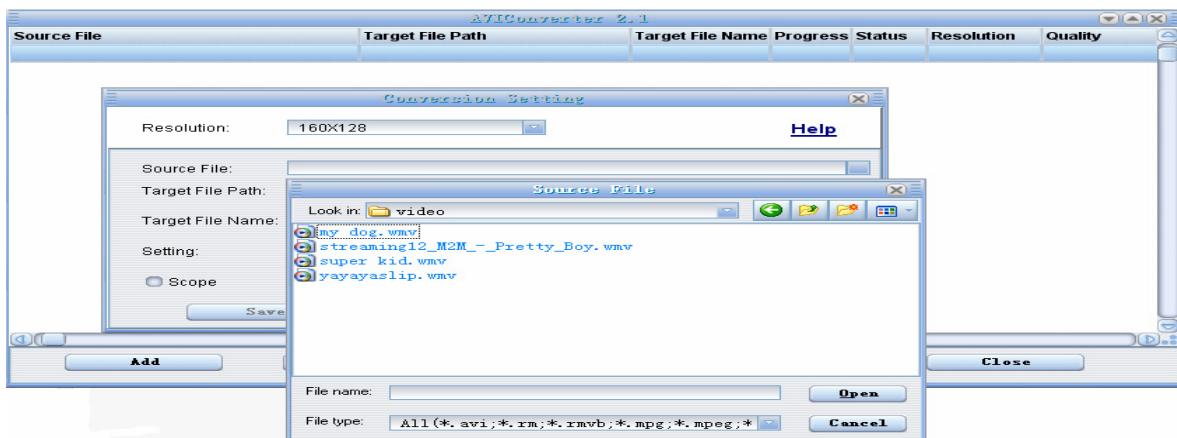 AVIConverter 2.1
Source File Target File Path Target File Name Progress Status Resolution Quality
Conversion Setting
Resolution: 160X128 Help
Source File:
Target File Path:
Target File Name:
Setting:
Scope
Save
Source File
Look in: video
my dog.wmv
streaming12_M2M_-_Pretty_Boy.wmv
super kid.wmv
yayayaslip.wmv
Add
Close
File name: Open
File type: All(*.avi;*.rm;*.rmvb;*.mpg;*.mpeg;* Cancel